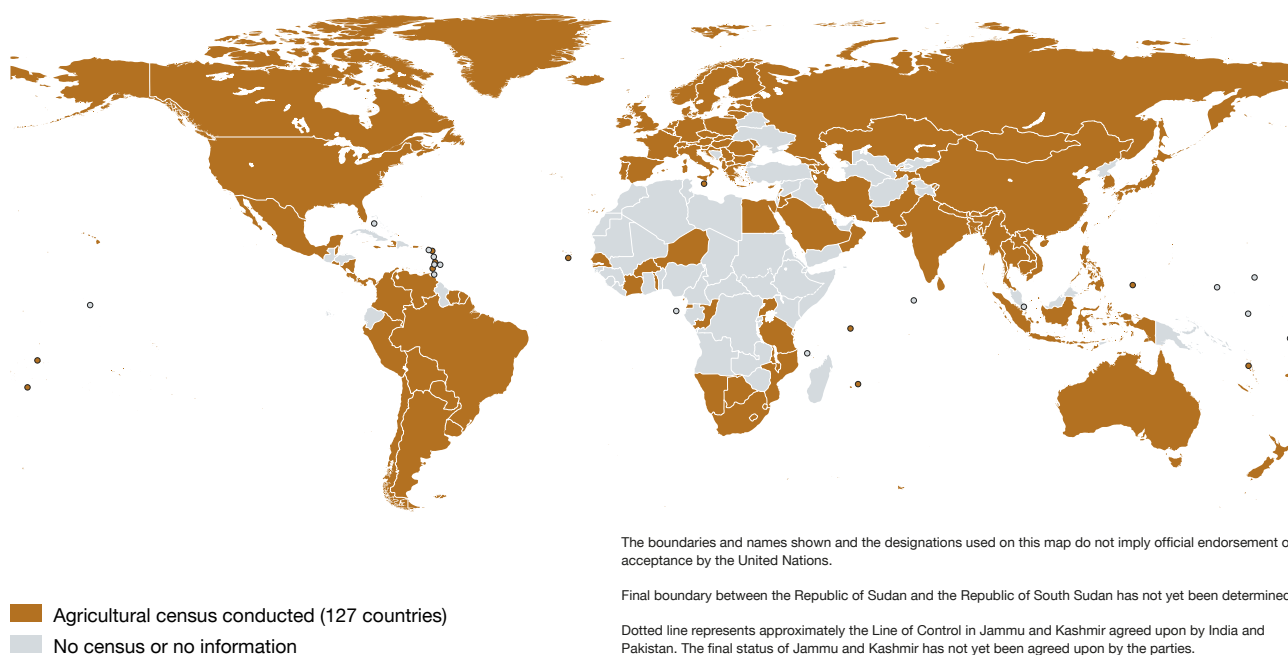 The boundaries and names shown and the designations used on this map do not imply official endorsement o
acceptance by the United Nations.
Final boundary between the Republic of Sudan and the Republic of South Sudan has not yet been determined
Dotted line represents approximately the Line of Control in Jammu and Kashmir agreed upon by India and
Pakistan. The final status of Jammu and Kashmir has not yet been agreed upon by the parties.
Agricultural census conducted (127 countries)
No census or no information